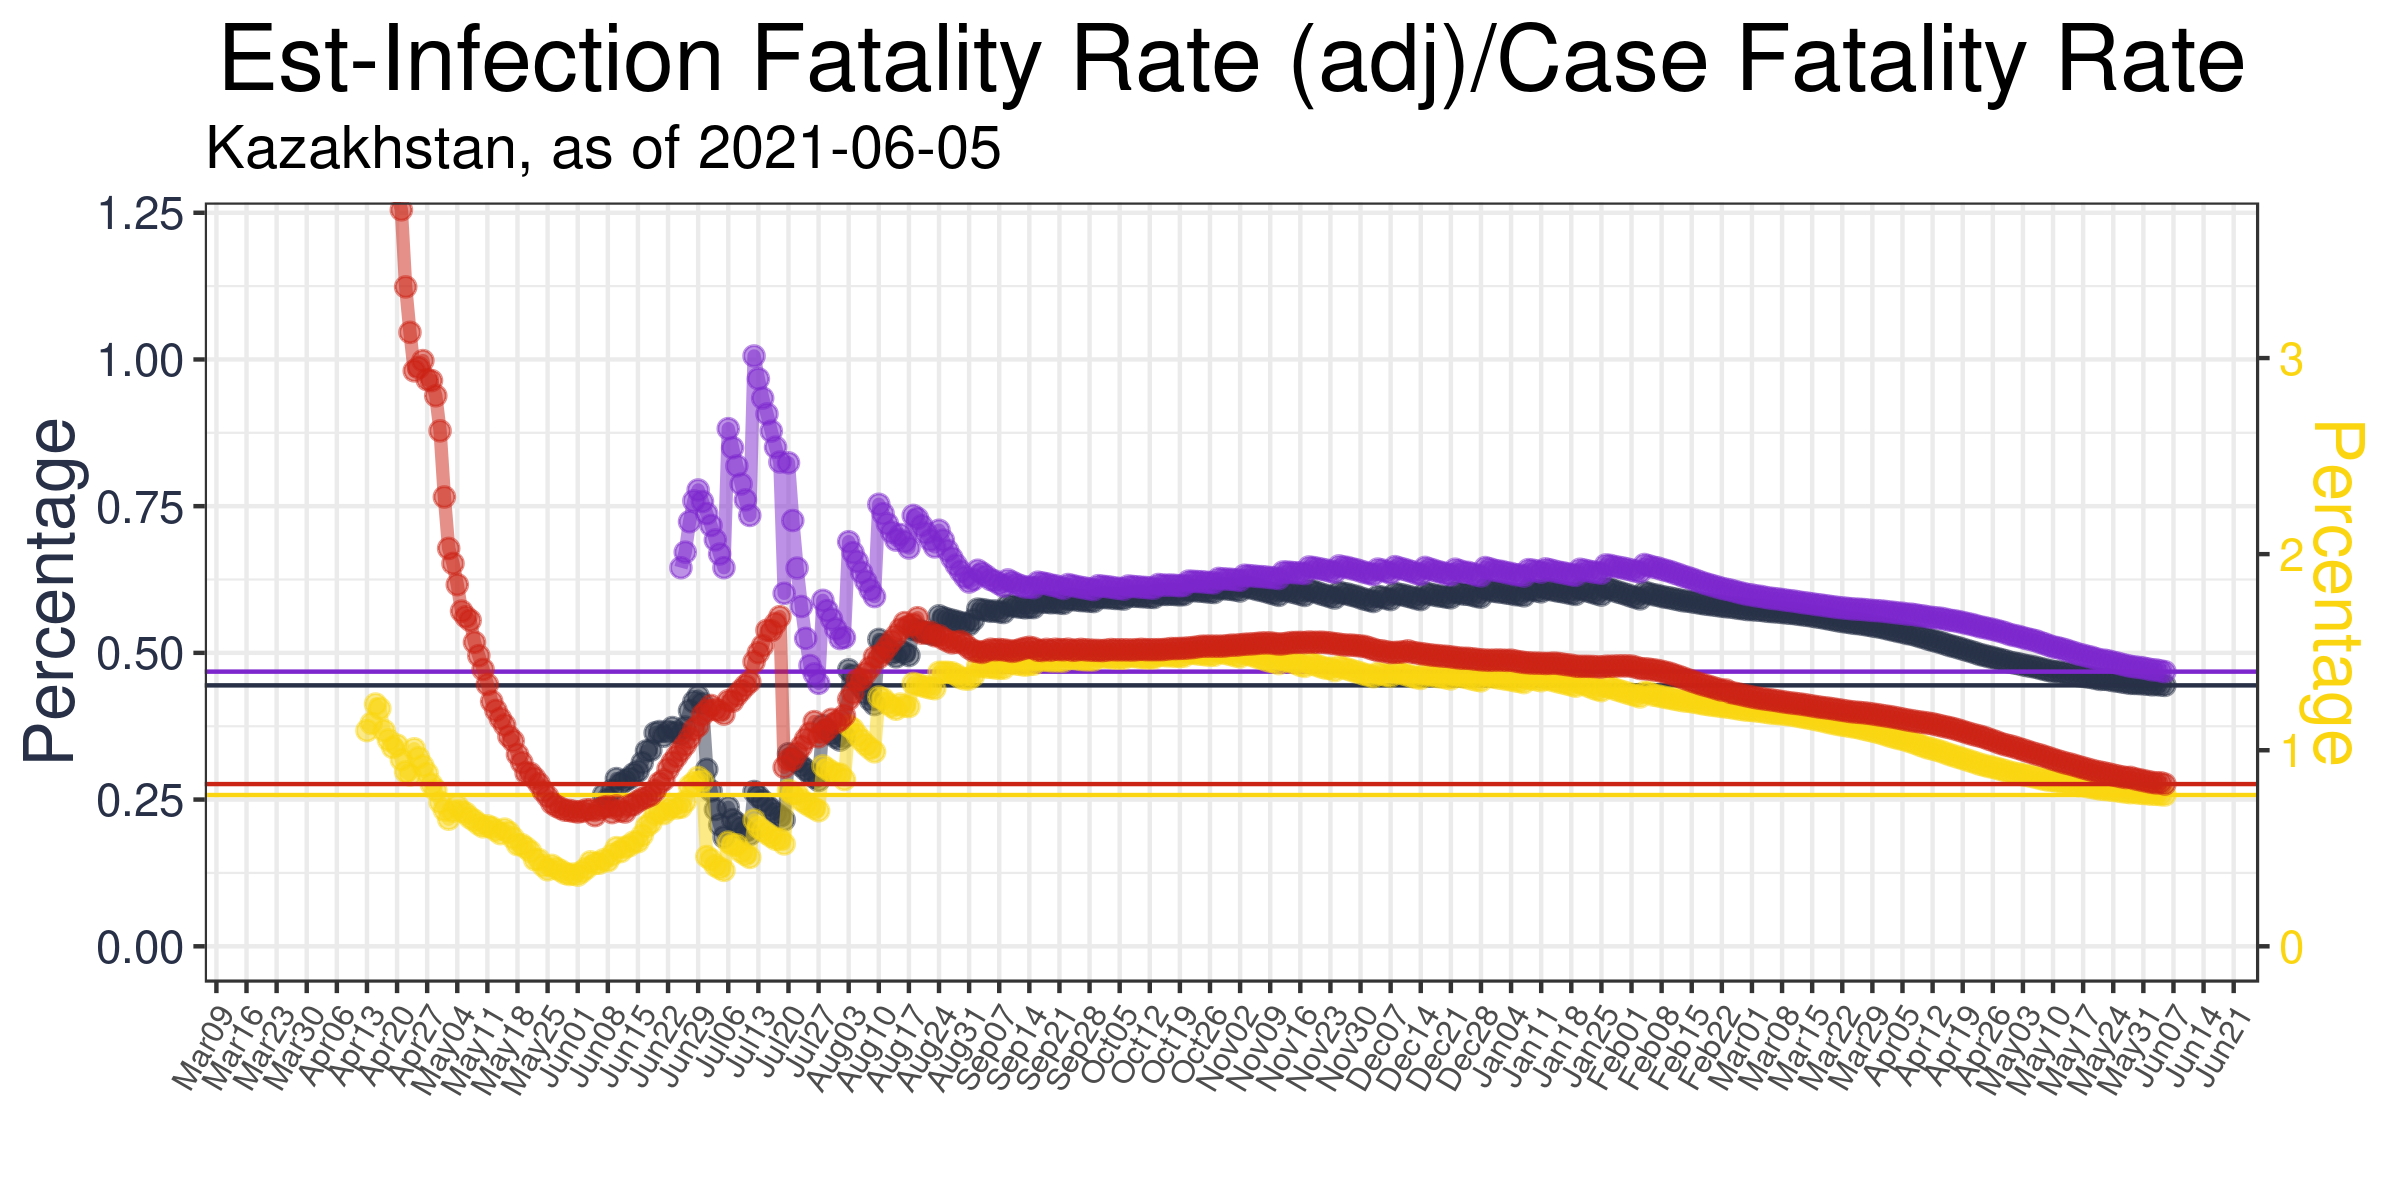 Est-Infection Fatality Rate (adj)/Case Fatality Rate
Kazakhstan, as of 2021-06-05
Percentage
1.25
1.00
0.75
0.50
0.25
0.00
3
2
1
0
Percentage
Mar09
Mar16
Mar23
Mar30
Apr06
Apr13
Apr20
Apr27
May04
May11
May18
May25
Jun01
Jun08
Jun15
Jun22
Jun29
Jul06
Jul13
Jul20
Jul27
Aug03
Aug10
Aug17
Aug24
Aug31
Sep07
Sep14
Sep21
Sep28
Oct05
Oct12
Oct19
Oct26
Nov02
Nov09
Nov16
Nov23
Nov30
Dec07
Dec14
Dec21
Dec28
Jan04
Jan11
Jan18
Jan25
Feb01
Feb08
Feb15
Feb22
Mar01
Mar08
Mar15
Mar22
Mar29
Apr05
Apr12
Apr19
Apr26
May03
May10
May17
May24
May31
Jun07
Jun14
Jun21